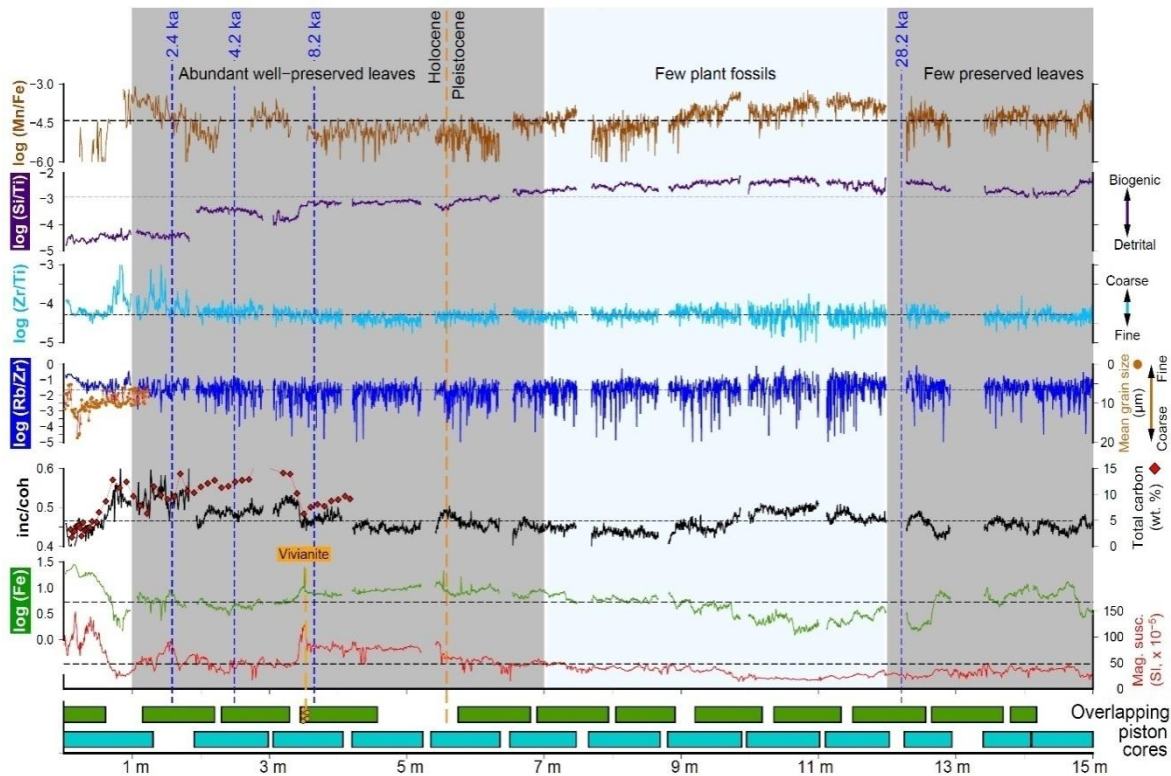 2.4 ka
4.2 ka
8.2 ka
Holocene
Pleistocene
28.2 ka
Abundant well−preserved leaves
Few plant fossils
Few preserved leaves
log (Mn/Fe)
−3.0
−4.5
−6.0
log (Si/Ti)
−2
−3
−4
−5
Biogenic
Detrital
log (Zr/Ti)
−3
−4
−5
Coarse
Fine
log (Rb/Zr)
0
−1
−2
−3
−4
−5
0
10
20
Mean grain size
(µm)
Coarse
Fine
inc/coh
0.6
0.5
0.4
15
10
5
0
Total carbon
(wt. %)
Vivianite
log (Fe)
1.5
1.0
0.5
0.0
150
100
50
0
Mag. susc.
(SI, x 10⁻⁵)
Overlapping
piston
cores
1 m
3 m
5 m
7 m
9 m
11 m
13 m
15 m